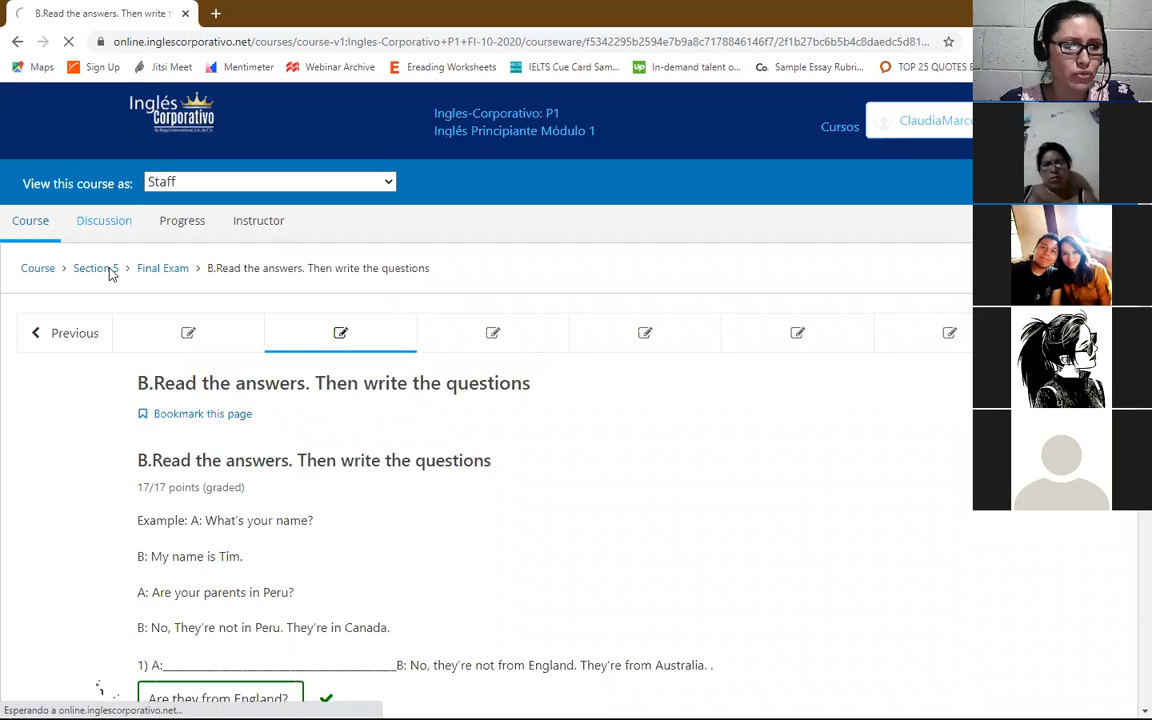 B.Read the answers. Then write t
online.inglescorporativo.net/courses/course-v1:Ingles-Corporativo+P1+FI-10-2020/courseware/f5342295b2594e7b9a8c7178846146f7/2f1b27bc6b5b4c8daedc5d81...
Maps Sign Up Jitsi Meet Mentimeter Webinar Archive Ereading Worksheets IELTS Cue Card Sam... In-demand talent o... Sample Essay Rubri... TOP 25 QUOTES
Inglés
Corporativo
Ingles-Corporativo: P1
Inglés Principiante Módulo 1
Cursos
ClaudiaMarc
View this course as:
Staff
Course Discussion Progress Instructor
Course > Section 5 > Final Exam > B.Read the answers. Then write the questions
Previous
B.Read the answers. Then write the questions
Bookmark this page
B.Read the answers. Then write the questions
17/17 points (graded)
Example: A: What's your name?
B: My name is Tim.
A: Are your parents in Peru?
B: No, They're not in Peru. They're in Canada.
1) A:________________________________________B: No, they're not from England. They're from Australia. .
Are they from England?
Esperando a online.inglescorporativo.net...